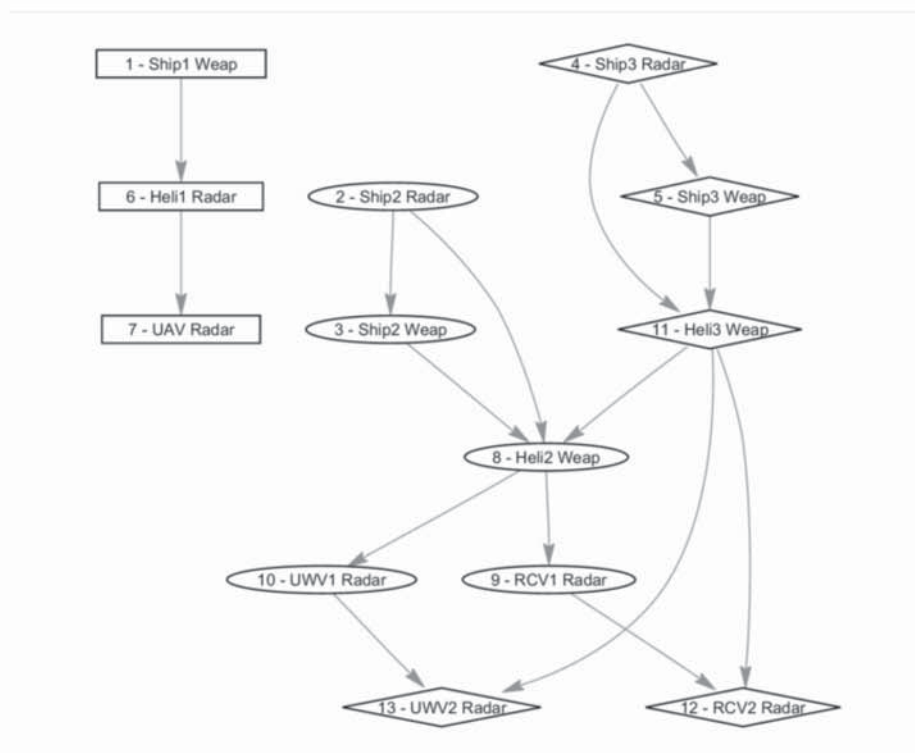 1 - Ship1 Weap
4 - Ship3 Radar
6 - Heli1 Radar
2 - Ship2 Radar
5 - Ship3 Weap
7 - UAV Radar
3 - Ship2 Weap
11 - Heli3 Weap
8 - Heli2 Weap
10 - UWV1 Radar
9 - RCV1 Radar
13 - UWV2 Radar
12 - RCV2 Radar